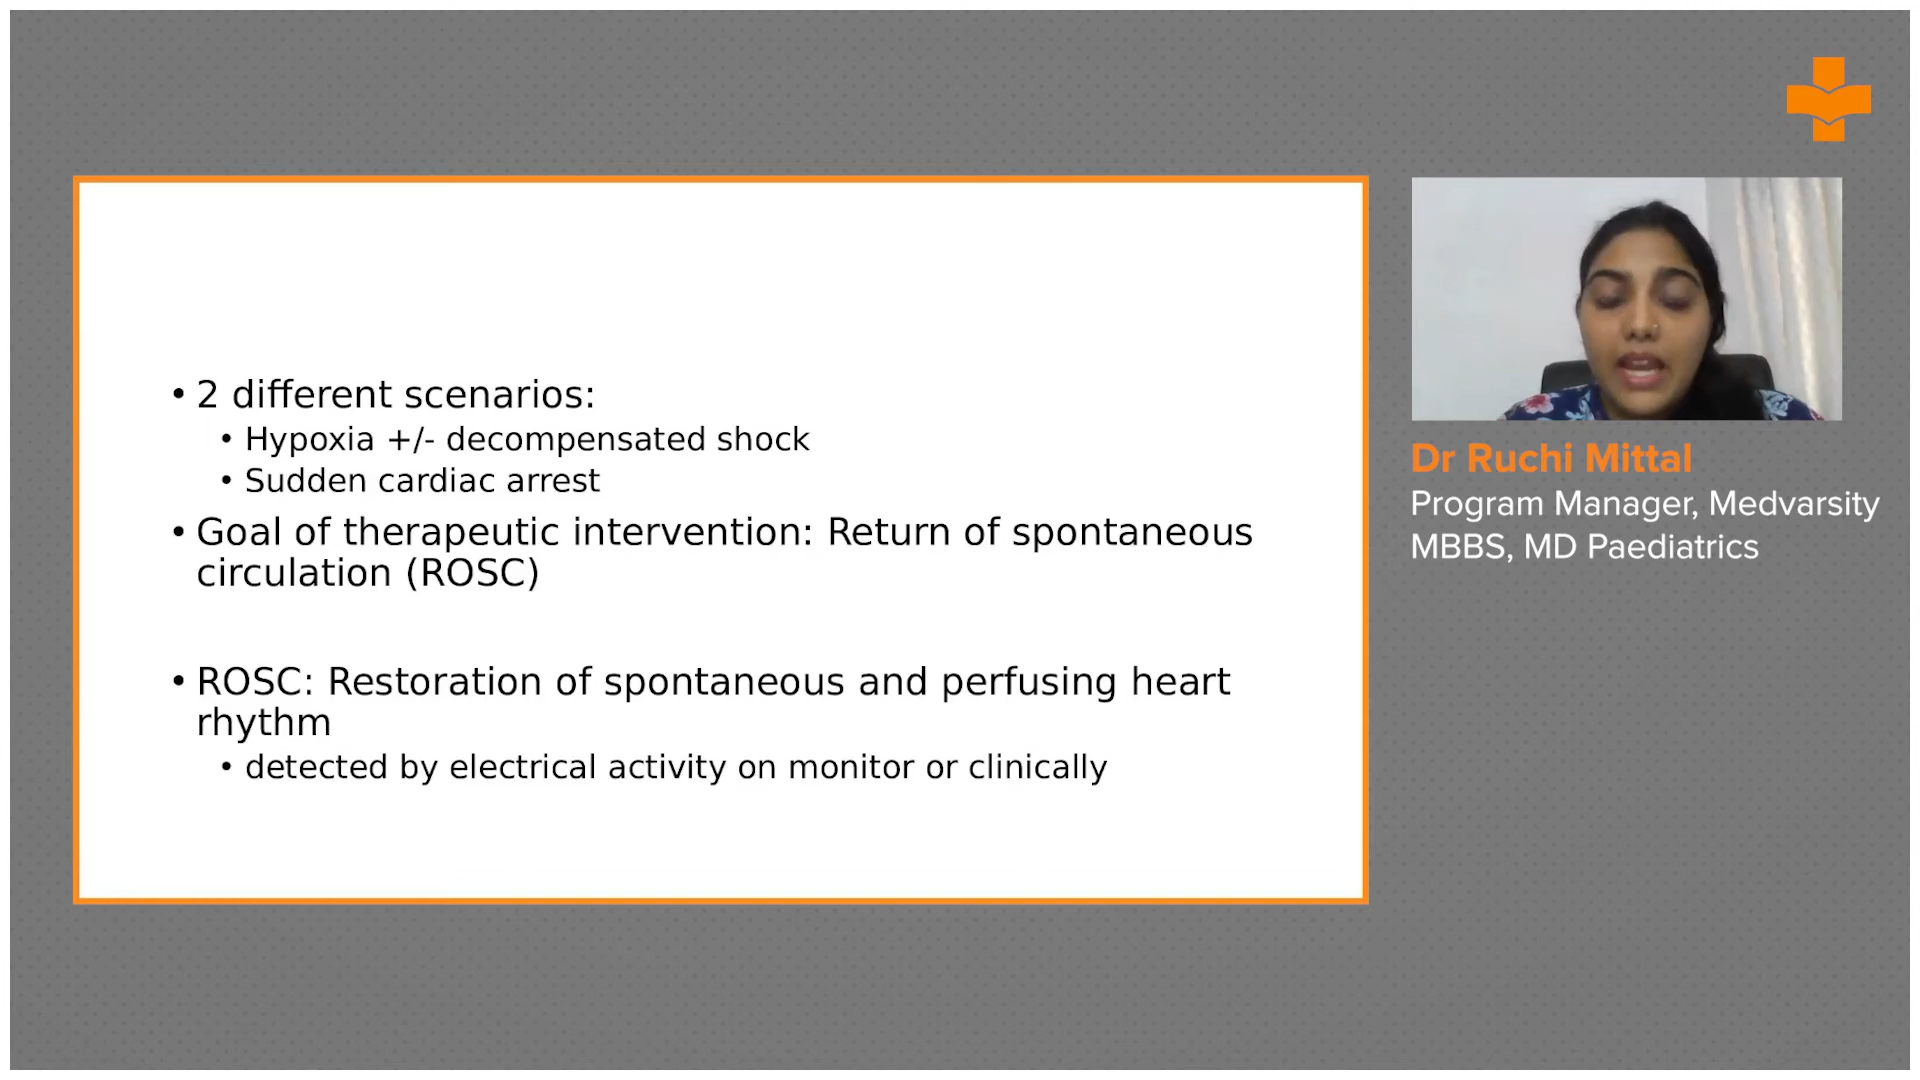 • 2 different scenarios:
• Hypoxia +/- decompensated shock
• Sudden cardiac arrest
• Goal of therapeutic intervention: Return of spontaneous
circulation (ROSC)
• ROSC: Restoration of spontaneous and perfusing heart
rhythm
• detected by electrical activity on monitor or clinically
Dr Ruchi Mittal
Program Manager, Medvarsity
MBBS, MD Paediatrics